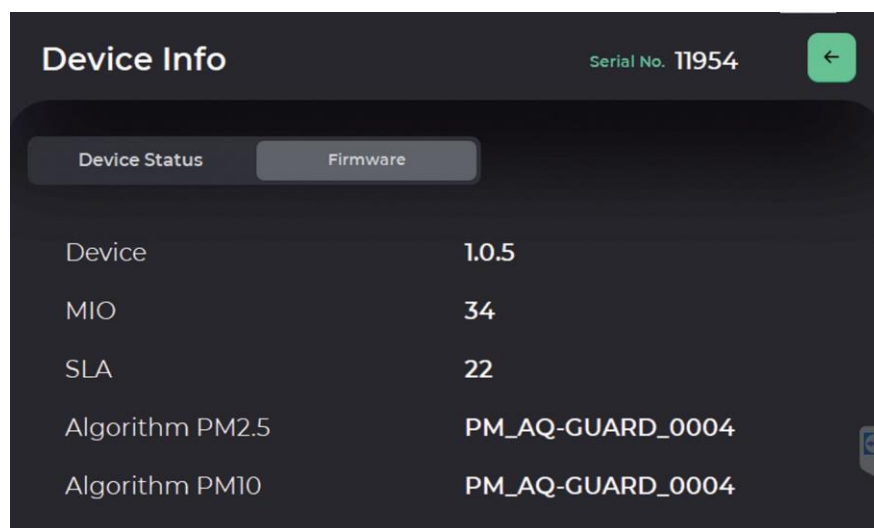 Device Info Serial No. 11954
Device Status Firmware
Device 1.0.5
MIO 34
SLA 22
Algorithm PM2.5 PM_AQ-GUARD_0004
Algorithm PM10 PM_AQ-GUARD_0004